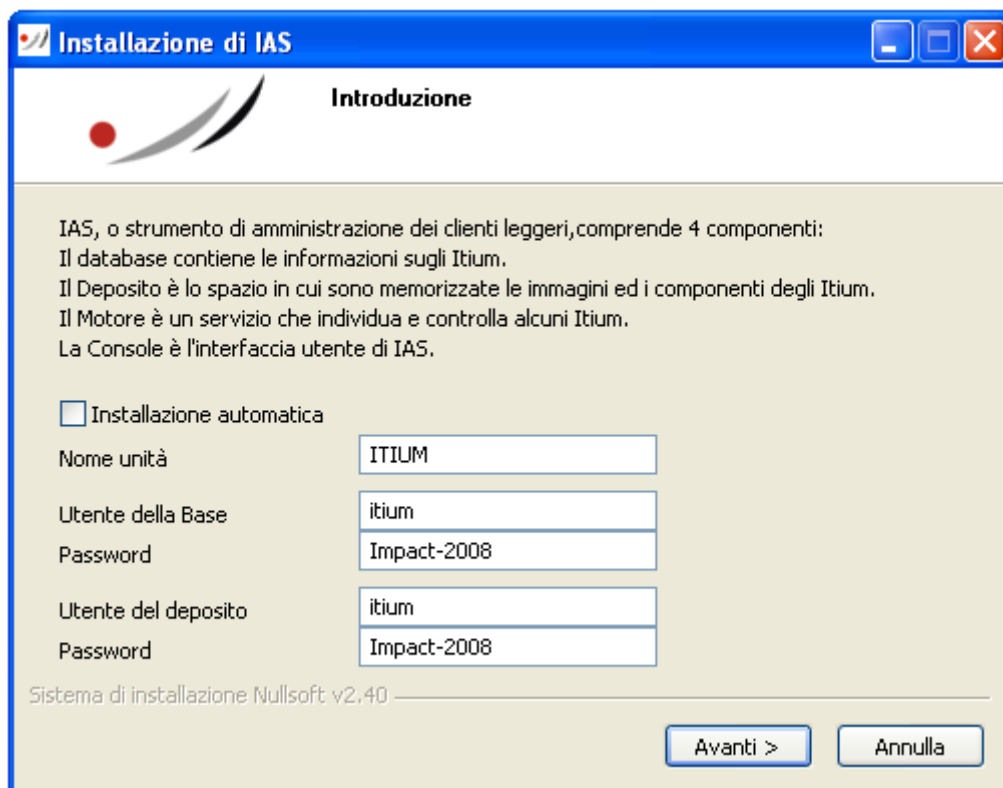 Installazione di IAS
Introduzione
IAS, o strumento di amministrazione dei clienti leggeri,comprende 4 componenti:
Il database contiene le informazioni sugli Itium.
Il Deposito è lo spazio in cui sono memorizzate le immagini ed i componenti degli Itium.
Il Motore è un servizio che individua e controlla alcuni Itium.
La Console è l'interfaccia utente di IAS.
Installazione automatica
Nome unità ITIUM
Utente della Base itium
Password Impact-2008
Utente del deposito itium
Password Impact-2008
Sistema di installazione Nullsoft v2.40
Avanti > Annulla